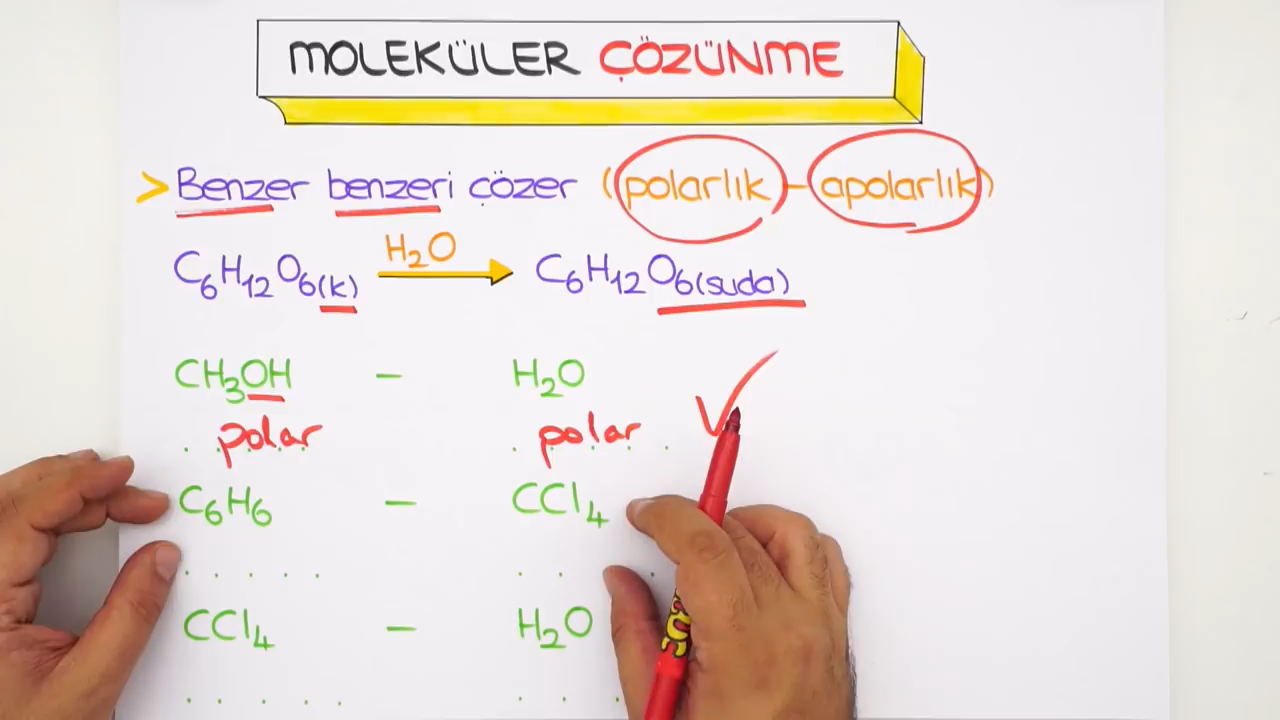 MOLEKÜLER ÇÖZÜNME
> Benzer benzeri çözer (polarlık - apolarlık)
C₆H₁₂O₆(k) H₂O → C₆H₁₂O₆(suda)
CH₃OH - H₂O ✓
polar polar
C₆H₆ - CCl₄
CCl₄ - H₂O